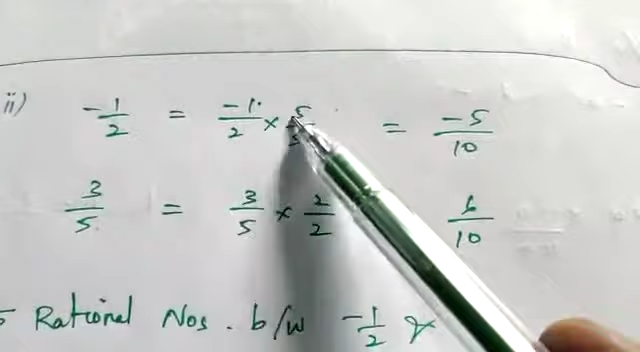 ii) -1/2 = -1/2 × 5/5 = -5/10
3/5 = 3/5 × 2/2 6/10
5 Rational Nos. b/w -1/2 &